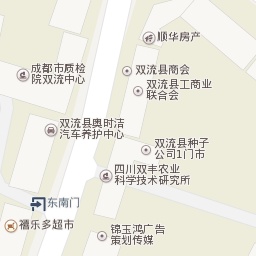 顺华房产
双流县商会
成都市质检
院双流中心
双流县工商业
联合会
双流县奥时洁
汽车养护中心
双流县种子
公司1门市
四川双丰农业
科学技术研究所
东南门
禧乐多超市
锦玉鸿广告
策划传媒